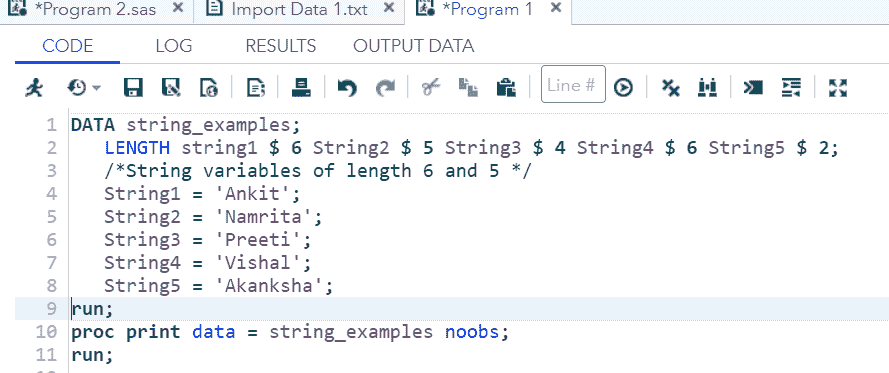 *Program 2.sas × Import Data 1.txt × *Program 1 ×
CODE LOG RESULTS OUTPUT DATA
Line #
1 DATA string_examples;
2 LENGTH string1 $ 6 String2 $ 5 String3 $ 4 String4 $ 6 String5 $ 2;
3 /*String variables of length 6 and 5 */
4 String1 = 'Ankit';
5 String2 = 'Namrita';
6 String3 = 'Preeti';
7 String4 = 'Vishal';
8 String5 = 'Akanksha';
9 run;
10 proc print data = string_examples noobs;
11 run;